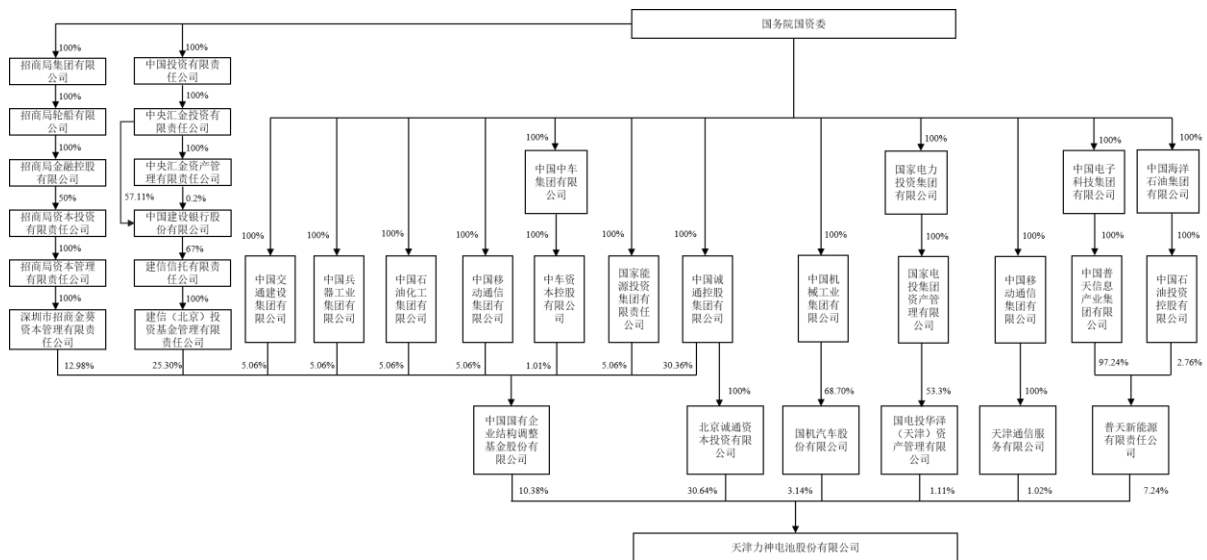 国务院国资委
100%
100%
招商局集团有限
公司
中国投资有限责
任公司
100%
100%
招商局轮船有限
公司
中央汇金投资有
限责任公司
100%
100%
100%
100%
100%
100%
招商局金融控股
有限公司
中央汇金资产管
理有限责任公司
中国中车
集团有限
公司
国家电力
投资集团
有限公司
中国电子
科技集团
有限公司
中国海洋
石油集团
有限公司
50%
57.11%
0.2%
招商局资本投资
有限责任公司
中国建设银行股
份有限公司
100%
67%
100%
100%
100%
100%
100%
100%
100%
100%
100%
100%
100%
100%
招商局资本管理
有限责任公司
建信信托有限责
任公司
中国交
通建设
集团有
限公司
中国兵
器工业
集团有
限公司
中国石
油化工
集团有
限公司
中国移
动通信
集团有
限公司
中车资
本控股
有限公
司
国家能
源投资
集团有
限责任
公司
中国诚
通控股
集团有
限公司
中国机
械工业
集团有
限公司
国家电
投集团
资产管
理有限
公司
中国移
动通信
集团有
限公司
中国普
天信息
产业集
团有限
公司
中国石
油投资
控股有
限公司
100%
100%
深圳市招商金葵
资本管理有限责
任公司
建信（北京）投
资基金管理有限
责任公司
12.98%
25.30%
5.06%
5.06%
5.06%
5.06%
1.01%
5.06%
30.36%
97.24%
2.76%
100%
68.70%
53.3%
100%
中国国有企
业结构调整
基金股份有
限公司
北京诚通资
本投资有限
公司
国机汽车股
份有限公司
国电投华泽
（天津）资
产管理有限
公司
天津通信服
务有限公司
普天新能源
有限责任公
司
10.38%
30.64%
3.14%
1.11%
1.02%
7.24%
天津力神电池股份有限公司